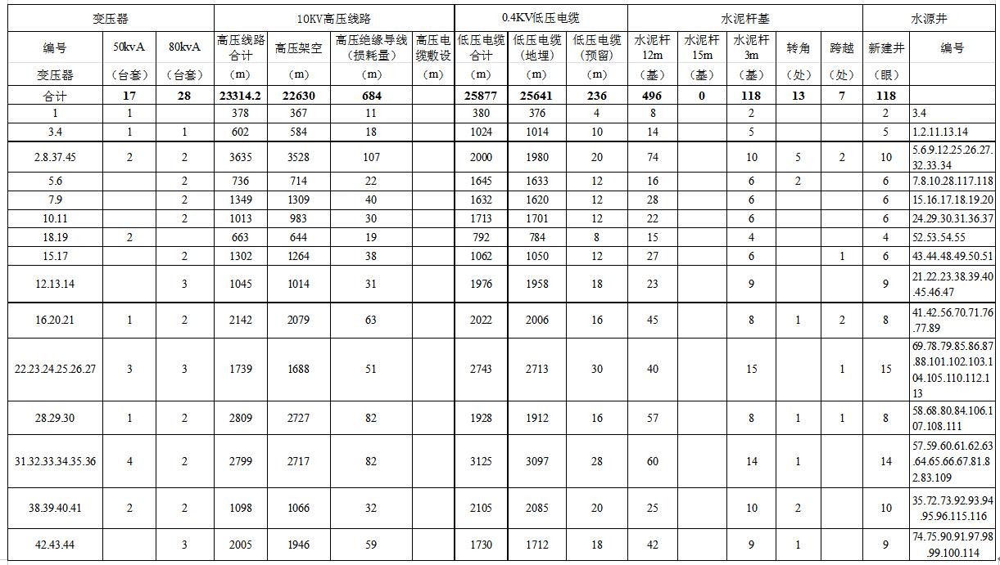 变压器 10KV高压线路 0.4KV低压电缆 水泥杆基 水源井
编号 50kvA 80kvA 高压线路合计 高压架空 高压绝缘导线(损耗量) 高压电缆敷设 低压电缆合计 低压电缆(地埋) 低压电缆(预留) 水泥杆12m 水泥杆15m 水泥杆3m 转角 跨越 新建井 编号
变压器 （台套） （台套） （m） （m） （m） （m） （m） （m） （m） （基） （基） （基） （处） （处） （眼）
合计 17 28 23314.2 22630 684 25877 25641 236 496 0 118 13 7 118
1 1 378 367 11 380 376 4 8 2 2 3.4
3.4 1 1 602 584 18 1024 1014 10 14 5 5 1.2.11.13.14
2.8.37.45 2 2 3635 3528 107 2000 1980 20 74 10 5 2 10 5.6.9.12.25.26.27.
32.33.34
5.6 2 736 714 22 1645 1633 12 16 6 2 6 7.8.10.28.117.118
7.9 2 1349 1309 40 1632 1620 12 28 6 6 15.16.17.18.19.20
10.11 2 1013 983 30 1713 1701 12 22 6 6 24.29.30.31.36.37
18.19 2 663 644 19 792 784 8 15 4 4 52.53.54.55
15.17 2 1302 1264 38 1062 1050 12 27 6 1 6 43.44.48.49.50.51
12.13.14 3 1045 1014 31 1976 1958 18 23 9 9 21.22.23.38.39.40
.45.46.47
16.20.21 1 2 2142 2079 63 2022 2006 16 45 8 1 2 8 41.42.56.70.71.76
.77.89
22.23.24.25.26.27 3 3 1739 1688 51 2743 2713 30 40 15 1 15 69.78.79.85.86.87
.88.101.102.103.1
04.105.110.112.1
13
28.29.30 1 2 2809 2727 82 1928 1912 16 57 8 1 1 8 58.68.80.84.106.1
07.108.111
31.32.33.34.35.36 4 2 2799 2717 82 3125 3097 28 60 14 1 14 57.59.60.61.62.63
.64.65.66.67.81.8
2.83.109
38.39.40.41 2 2 1098 1066 32 2105 2085 20 25 10 2 10 35.72.73.92.93.94
.95.96.115.116
42.43.44 3 2005 1946 59 1730 1712 18 42 9 1 9 74.75.90.91.97.98
.99.100.114